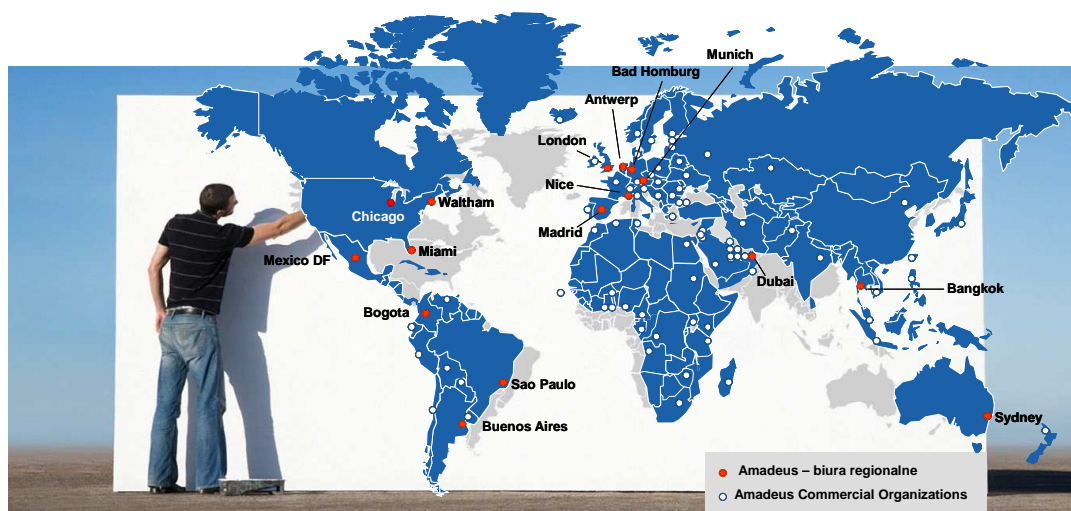 Munich
Bad Homburg
Antwerp
London
Nice
Waltham
Chicago
Madrid
Miami
Mexico DF
Dubai
Bangkok
Bogota
Sao Paulo
Sydney
Buenos Aires
Amadeus – biura regionalne
Amadeus Commercial Organizations